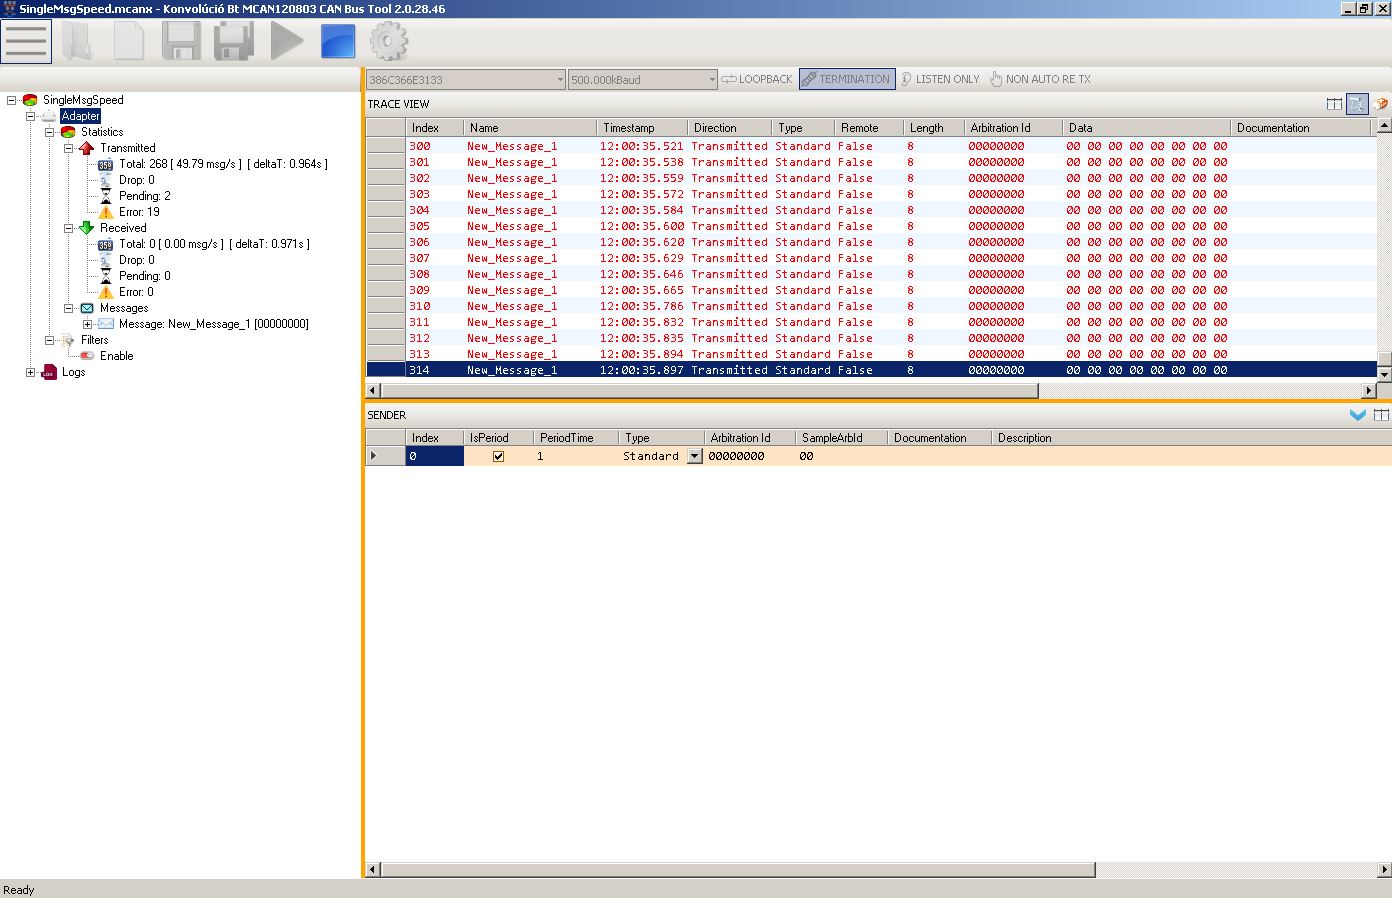 SingleMsgSpeed.mcanx - Konvolúció Bt MCAN120803 CAN Bus Tool 2.0.28.46
386C366E3133 500.000kBaud LOOPBACK TERMINATION LISTEN ONLY NON AUTO RE TX
SingleMsgSpeed
Adapter
Statistics
Transmitted
Total: 268 [ 49.79 msg/s ] [ deltaT: 0.964s ]
Drop: 0
Pending: 2
Error: 19
Received
Total: 0 [ 0.00 msg/s ] [ deltaT: 0.971s ]
Drop: 0
Pending: 0
Error: 0
Messages
Message: New_Message_1 [00000000]
Filters
Enable
Logs
TRACE VIEW
Index Name Timestamp Direction Type Remote Length Arbitration Id Data Documentation
300 New_Message_1 12:00:35.521 Transmitted Standard False 8 00000000 00 00 00 00 00 00 00 00
301 New_Message_1 12:00:35.538 Transmitted Standard False 8 00000000 00 00 00 00 00 00 00 00
302 New_Message_1 12:00:35.559 Transmitted Standard False 8 00000000 00 00 00 00 00 00 00 00
303 New_Message_1 12:00:35.572 Transmitted Standard False 8 00000000 00 00 00 00 00 00 00 00
304 New_Message_1 12:00:35.584 Transmitted Standard False 8 00000000 00 00 00 00 00 00 00 00
305 New_Message_1 12:00:35.600 Transmitted Standard False 8 00000000 00 00 00 00 00 00 00 00
306 New_Message_1 12:00:35.620 Transmitted Standard False 8 00000000 00 00 00 00 00 00 00 00
307 New_Message_1 12:00:35.629 Transmitted Standard False 8 00000000 00 00 00 00 00 00 00 00
308 New_Message_1 12:00:35.646 Transmitted Standard False 8 00000000 00 00 00 00 00 00 00 00
309 New_Message_1 12:00:35.665 Transmitted Standard False 8 00000000 00 00 00 00 00 00 00 00
310 New_Message_1 12:00:35.786 Transmitted Standard False 8 00000000 00 00 00 00 00 00 00 00
311 New_Message_1 12:00:35.832 Transmitted Standard False 8 00000000 00 00 00 00 00 00 00 00
312 New_Message_1 12:00:35.835 Transmitted Standard False 8 00000000 00 00 00 00 00 00 00 00
313 New_Message_1 12:00:35.894 Transmitted Standard False 8 00000000 00 00 00 00 00 00 00 00
314 New_Message_1 12:00:35.897 Transmitted Standard False 8 00000000 00 00 00 00 00 00 00 00
SENDER
Index IsPeriod PeriodTime Type Arbitration Id SampleArbId Documentation Description
0 1 Standard 00000000 00
Ready